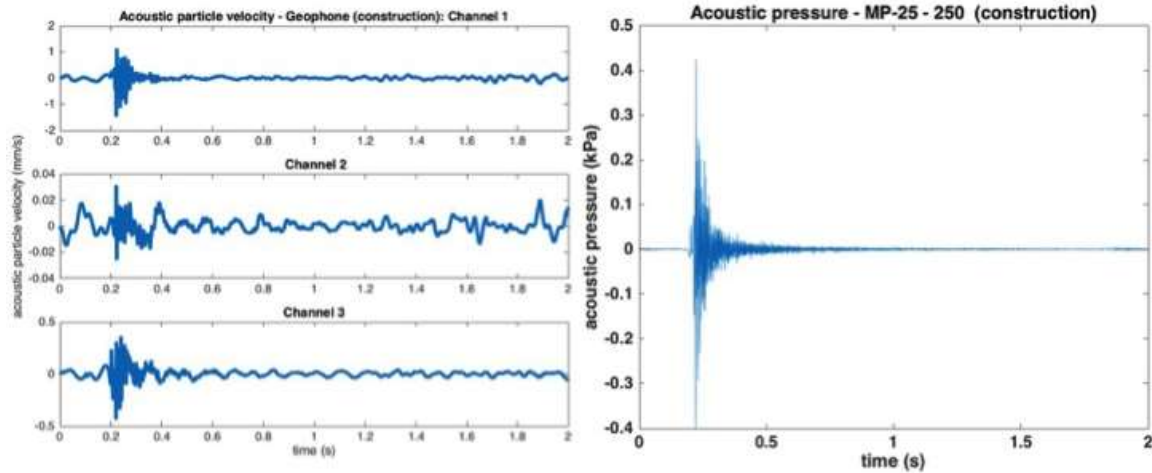 Acoustic particle velocity - Geophone (construction): Channel 1
2
1
0
-1
-2
0 0.2 0.4 0.6 0.8 1 1.2 1.4 1.6 1.8 2
Channel 2
0.04
0.02
0
-0.02
-0.04
0 0.2 0.4 0.6 0.8 1 1.2 1.4 1.6 1.8 2
Channel 3
0.5
0
-0.5
0 0.2 0.4 0.6 0.8 1 1.2 1.4 1.6 1.8 2
time (s)
acoustic particle velocity (mm/s)
Acoustic pressure - MP-25 - 250 (construction)
0.5
0.4
0.3
0.2
0.1
0
-0.1
-0.2
-0.3
-0.4
0 0.5 1 1.5 2
time (s)
acoustic pressure (kPa)